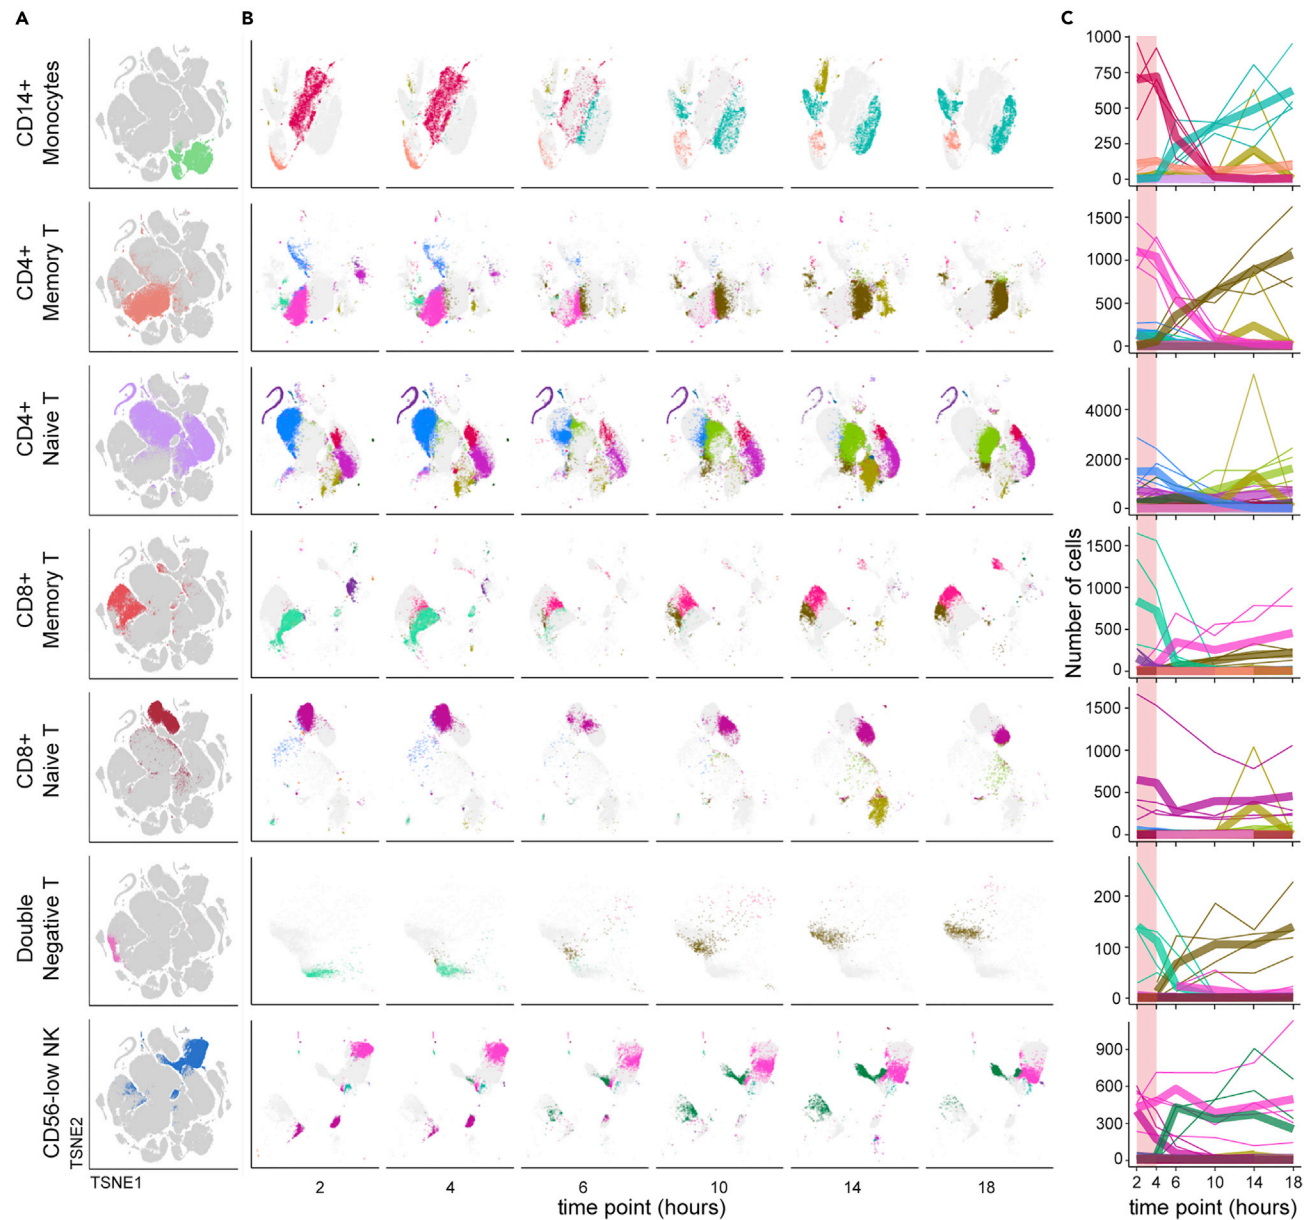 A
B
C
CD14+
Monocytes
1000
750
500
250
0
CD4+
Memory T
1500
1000
500
0
CD4+
Naive T
4000
2000
0
CD8+
Memory T
1500
1000
500
0
CD8+
Naive T
1500
1000
500
0
Double
Negative T
200
100
0
CD56-low NK
900
600
300
0
Number of cells
TSNE2
TSNE1
2 4 6 10 14 18
time point (hours)
2 4 6 10 14 18
time point (hours)